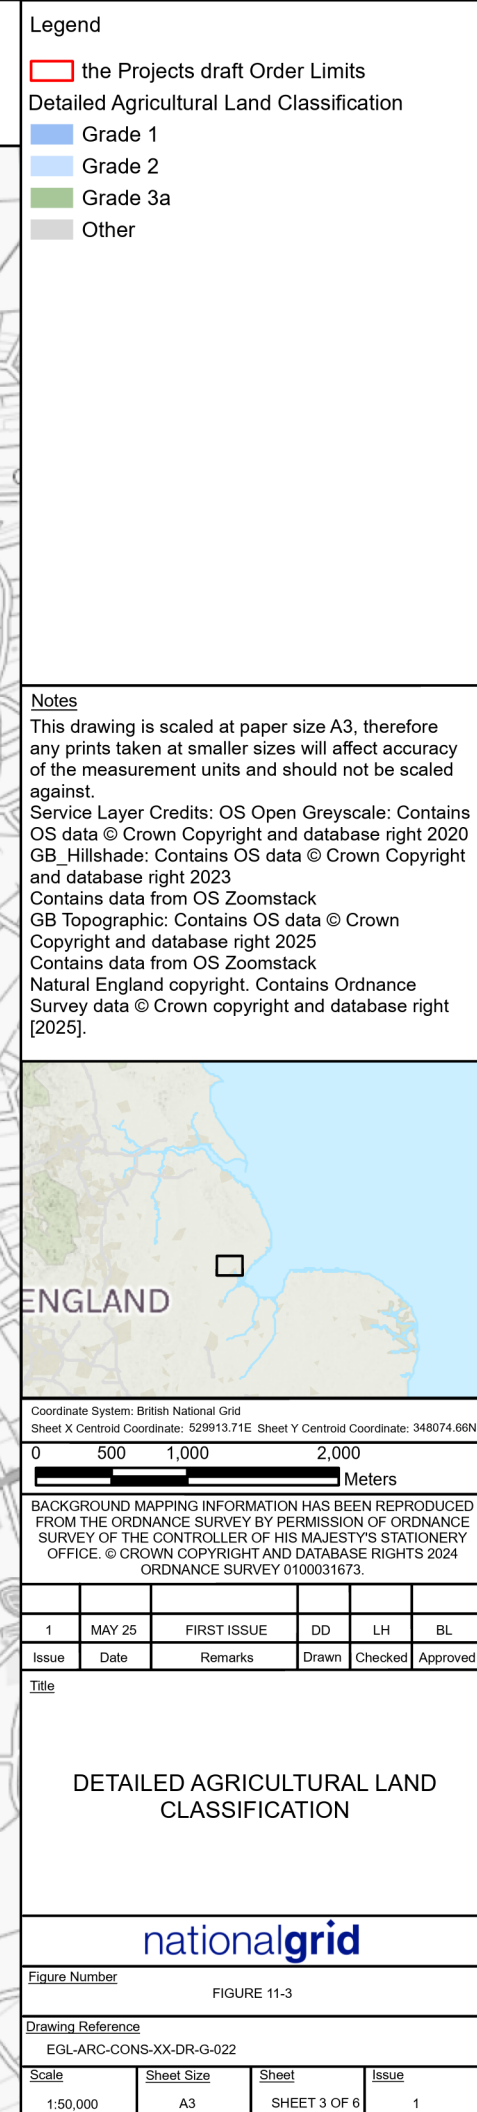 Legend
the Projects draft Order Limits
Detailed Agricultural Land Classification
Grade 1
Grade 2
Grade 3a
Other
Notes
This drawing is scaled at paper size A3, therefore
any prints taken at smaller sizes will affect accuracy
of the measurement units and should not be scaled
against.
Service Layer Credits: OS Open Greyscale: Contains
OS data © Crown Copyright and database right 2020
GB_Hillshade: Contains OS data © Crown Copyright
and database right 2023
Contains data from OS Zoomstack
GB Topographic: Contains OS data © Crown
Copyright and database right 2025
Contains data from OS Zoomstack
Natural England copyright. Contains Ordnance
Survey data © Crown copyright and database right
[2025].
ENGLAND
Coordinate System: British National Grid
Sheet X Centroid Coordinate: 529913.71E Sheet Y Centroid Coordinate: 348074.66N
0 500 1,000 2,000
Meters
BACKGROUND MAPPING INFORMATION HAS BEEN REPRODUCED
FROM THE ORDNANCE SURVEY BY PERMISSION OF ORDNANCE
SURVEY OF THE CONTROLLER OF HIS MAJESTY'S STATIONERY
OFFICE. © CROWN COPYRIGHT AND DATABASE RIGHTS 2024
ORDNANCE SURVEY 0100031673.
1 MAY 25 FIRST ISSUE DD LH BL
Issue Date Remarks Drawn Checked Approved
Title
DETAILED AGRICULTURAL LAND
CLASSIFICATION
nationalgrid
Figure Number
FIGURE 11-3
Drawing Reference
EGL-ARC-CONS-XX-DR-G-022
Scale Sheet Size Sheet Issue
1:50,000 A3 SHEET 3 OF 6 1